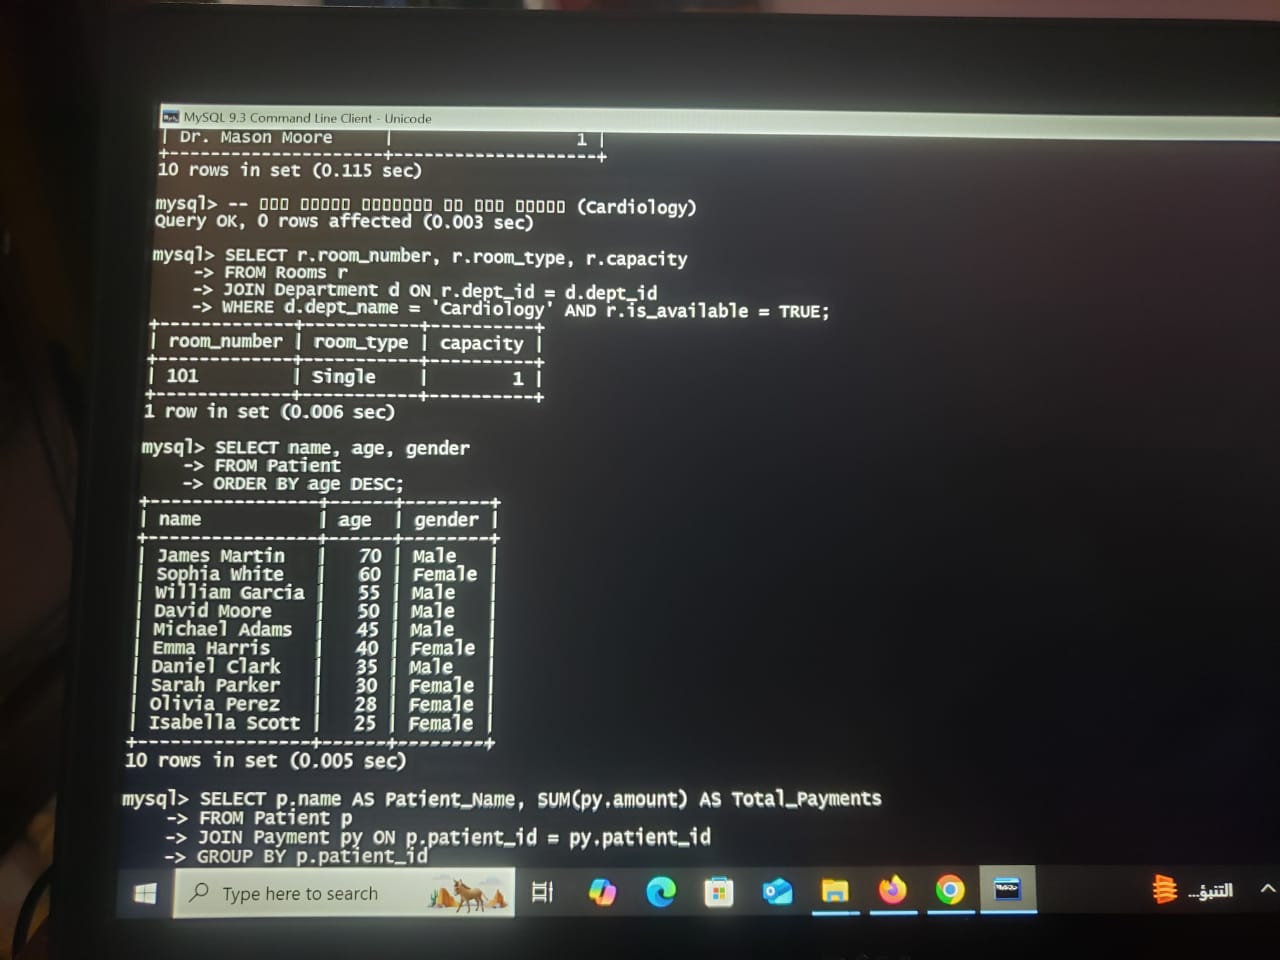 MySQL 9.3 Command Line Client - Unicode
| Dr. Mason Moore | 1 |
+---------------------+--------------------+
10 rows in set (0.115 sec)
mysql> -- (Cardiology)
Query OK, 0 rows affected (0.003 sec)
mysql> SELECT r.room_number, r.room_type, r.capacity
-> FROM Rooms r
-> JOIN Department d ON r.dept_id = d.dept_id
-> WHERE d.dept_name = 'Cardiology' AND r.is_available = TRUE;
+-------------+-----------+----------+
| room_number | room_type | capacity |
+-------------+-----------+----------+
| 101 | Single | 1 |
+-------------+-----------+----------+
1 row in set (0.006 sec)
mysql> SELECT name, age, gender
-> FROM Patient
-> ORDER BY age DESC;
+----------------+------+--------+
| name | age | gender |
+----------------+------+--------+
| James Martin | 70 | Male |
| Sophia White | 60 | Female |
| William Garcia | 55 | Male |
| David Moore | 50 | Male |
| Michael Adams | 45 | Male |
| Emma Harris | 40 | Female |
| Daniel Clark | 35 | Male |
| Sarah Parker | 30 | Female |
| Olivia Perez | 28 | Female |
| Isabella Scott | 25 | Female |
+----------------+------+--------+
10 rows in set (0.005 sec)
mysql> SELECT p.name AS Patient_Name, SUM(py.amount) AS Total_Payments
-> FROM Patient p
-> JOIN Payment py ON p.patient_id = py.patient_id
-> GROUP BY p.patient_id
Type here to search
التنبؤ...